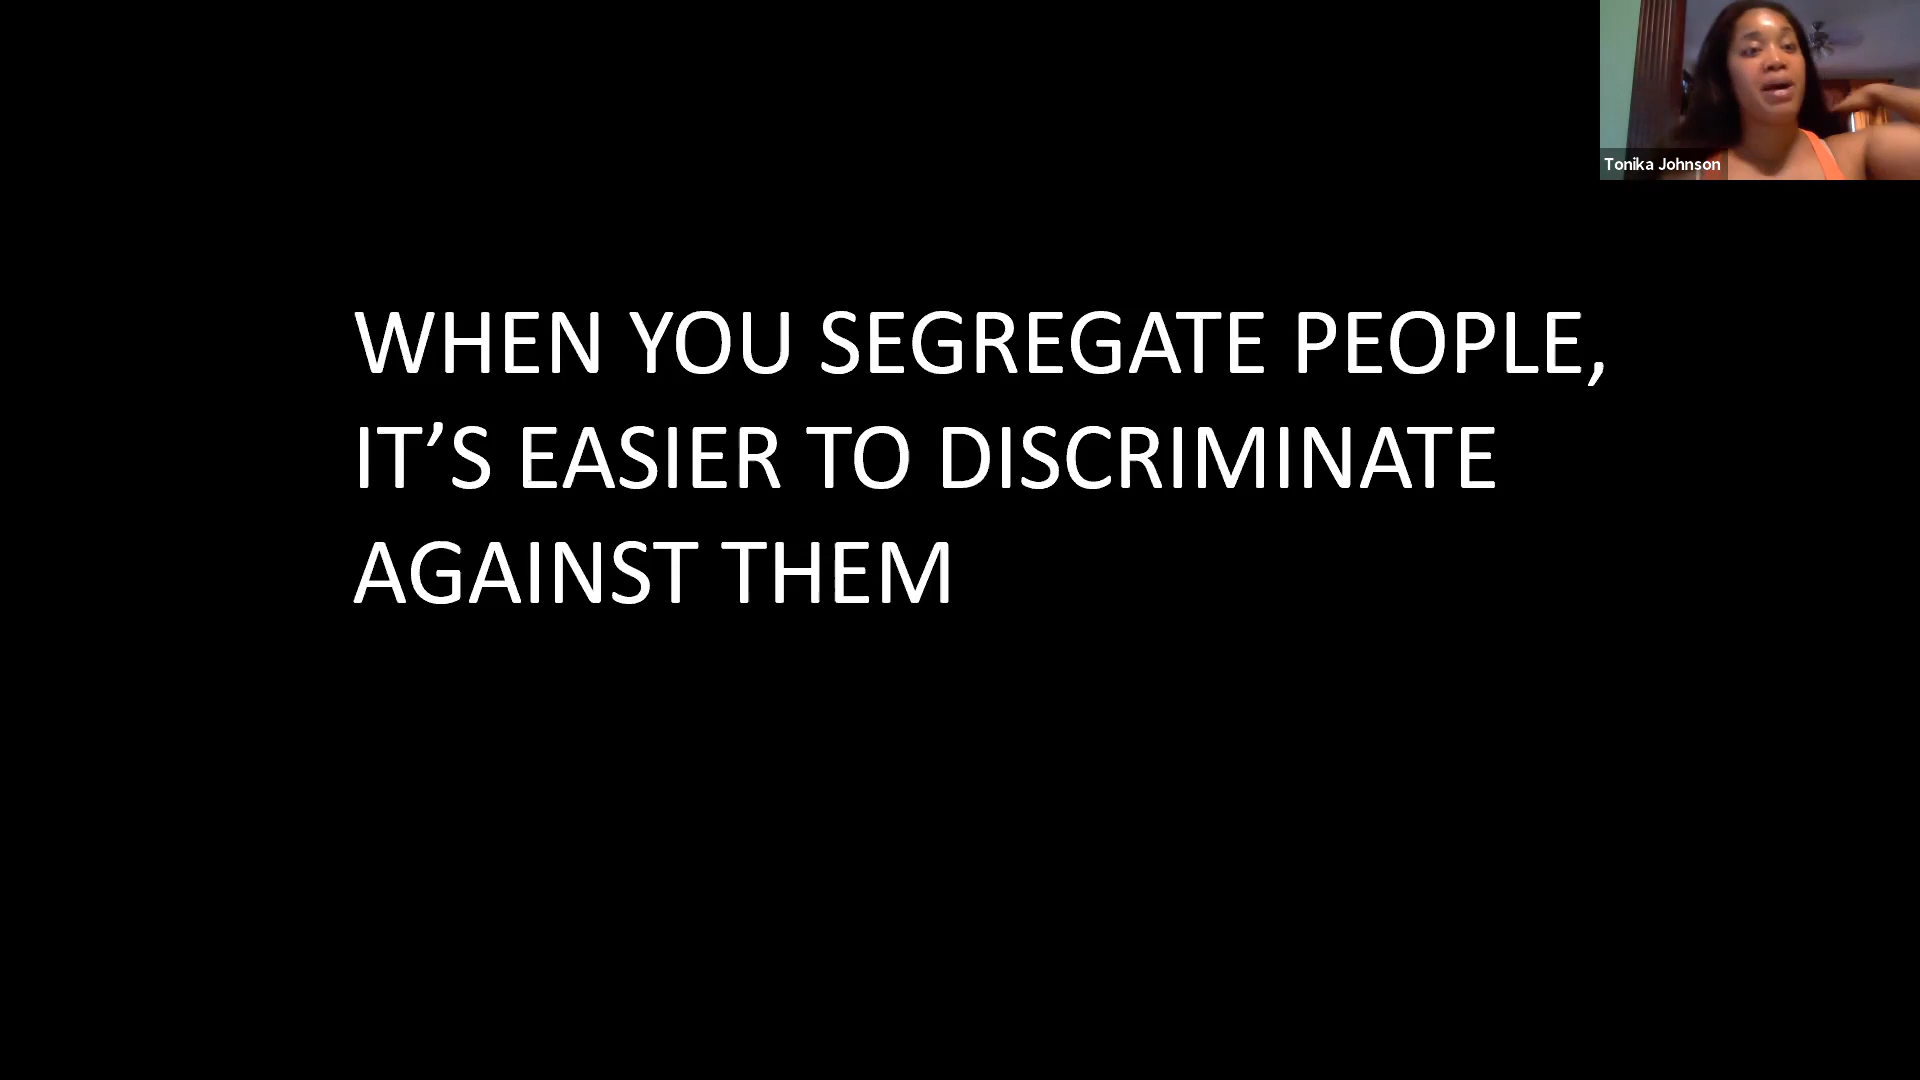 Tonika Johnson
WHEN YOU SEGREGATE PEOPLE,
IT’S EASIER TO DISCRIMINATE
AGAINST THEM